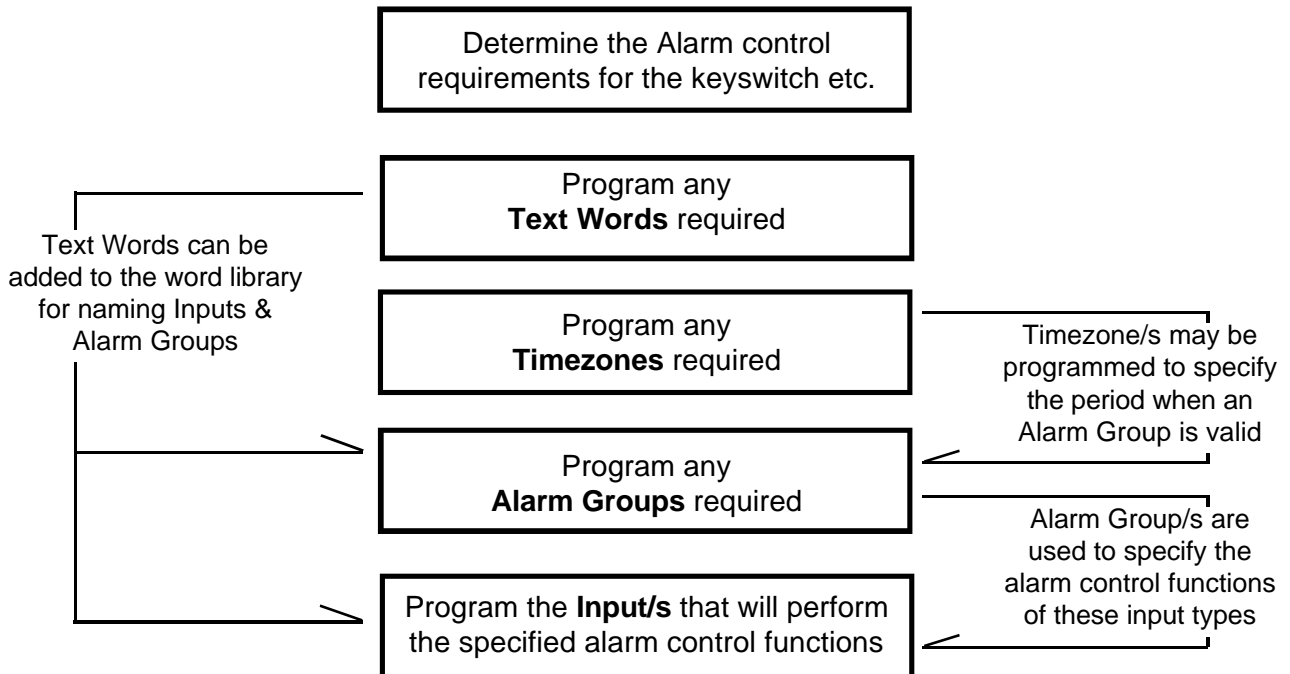 Determine the Alarm control
requirements for the keyswitch etc.
Program any
Text Words required
Text Words can be
added to the word library
for naming Inputs &
Alarm Groups
Program any
Timezones required
Timezone/s may be
programmed to specify
the period when an
Alarm Group is valid
Program any
Alarm Groups required
Alarm Group/s are
used to specify the
alarm control functions
of these input types
Program the Input/s that will perform
the specified alarm control functions